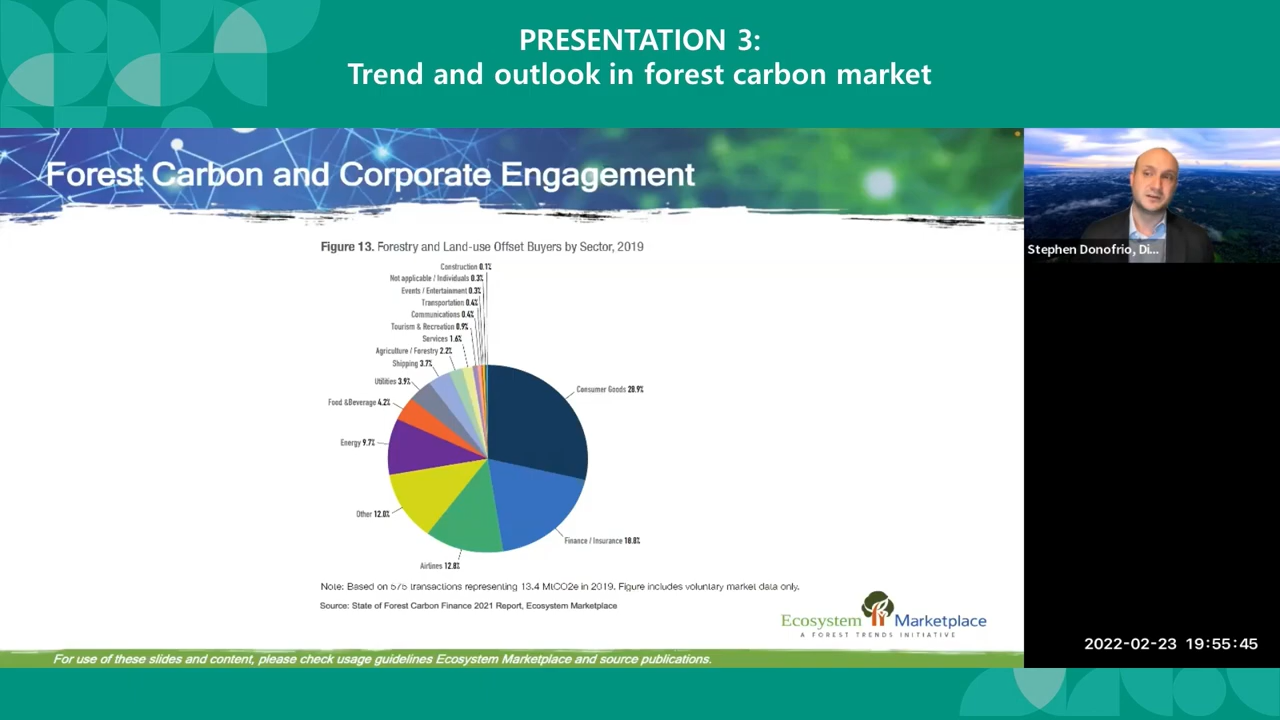 PRESENTATION 3:
Trend and outlook in forest carbon market
Forest Carbon and Corporate Engagement
Stephen Donofrio, Di...
Figure 13. Forestry and Land-use Offset Buyers by Sector, 2019
Construction 0.1%
Not applicable / Individuals 0.3%
Events / Entertainment 0.3%
Transportation 0.4%
Communications 0.4%
Tourism & Recreation 0.9%
Services 1.6%
Agriculture / Forestry 2.2%
Shipping 3.7%
Utilities 3.9%
Consumer Goods 28.9%
Food &Beverage 4.2%
Energy 9.7%
Other 12.0%
Finance / Insurance 18.8%
Airlines 12.8%
Note: Based on 575 transactions representing 13.4 MtCO2e in 2019. Figure includes voluntary market data only.
Source: State of Forest Carbon Finance 2021 Report, Ecosystem Marketplace
Ecosystem Marketplace
A FOREST TRENDS INITIATIVE
2022-02-23 19:55:45
For use of these slides and content, please check usage guidelines Ecosystem Marketplace and source publications.